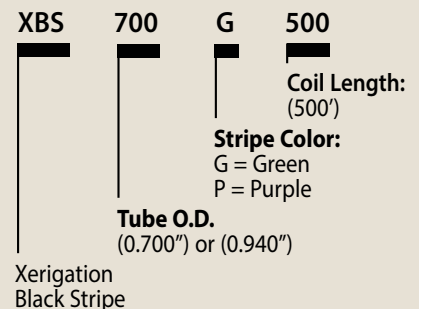 XBS 700 G 500
Coil Length:
(500′)
Stripe Color:
G = Green
P = Purple
Tube O.D.
(0.700″) or (0.940″)
Xerigation
Black Stripe